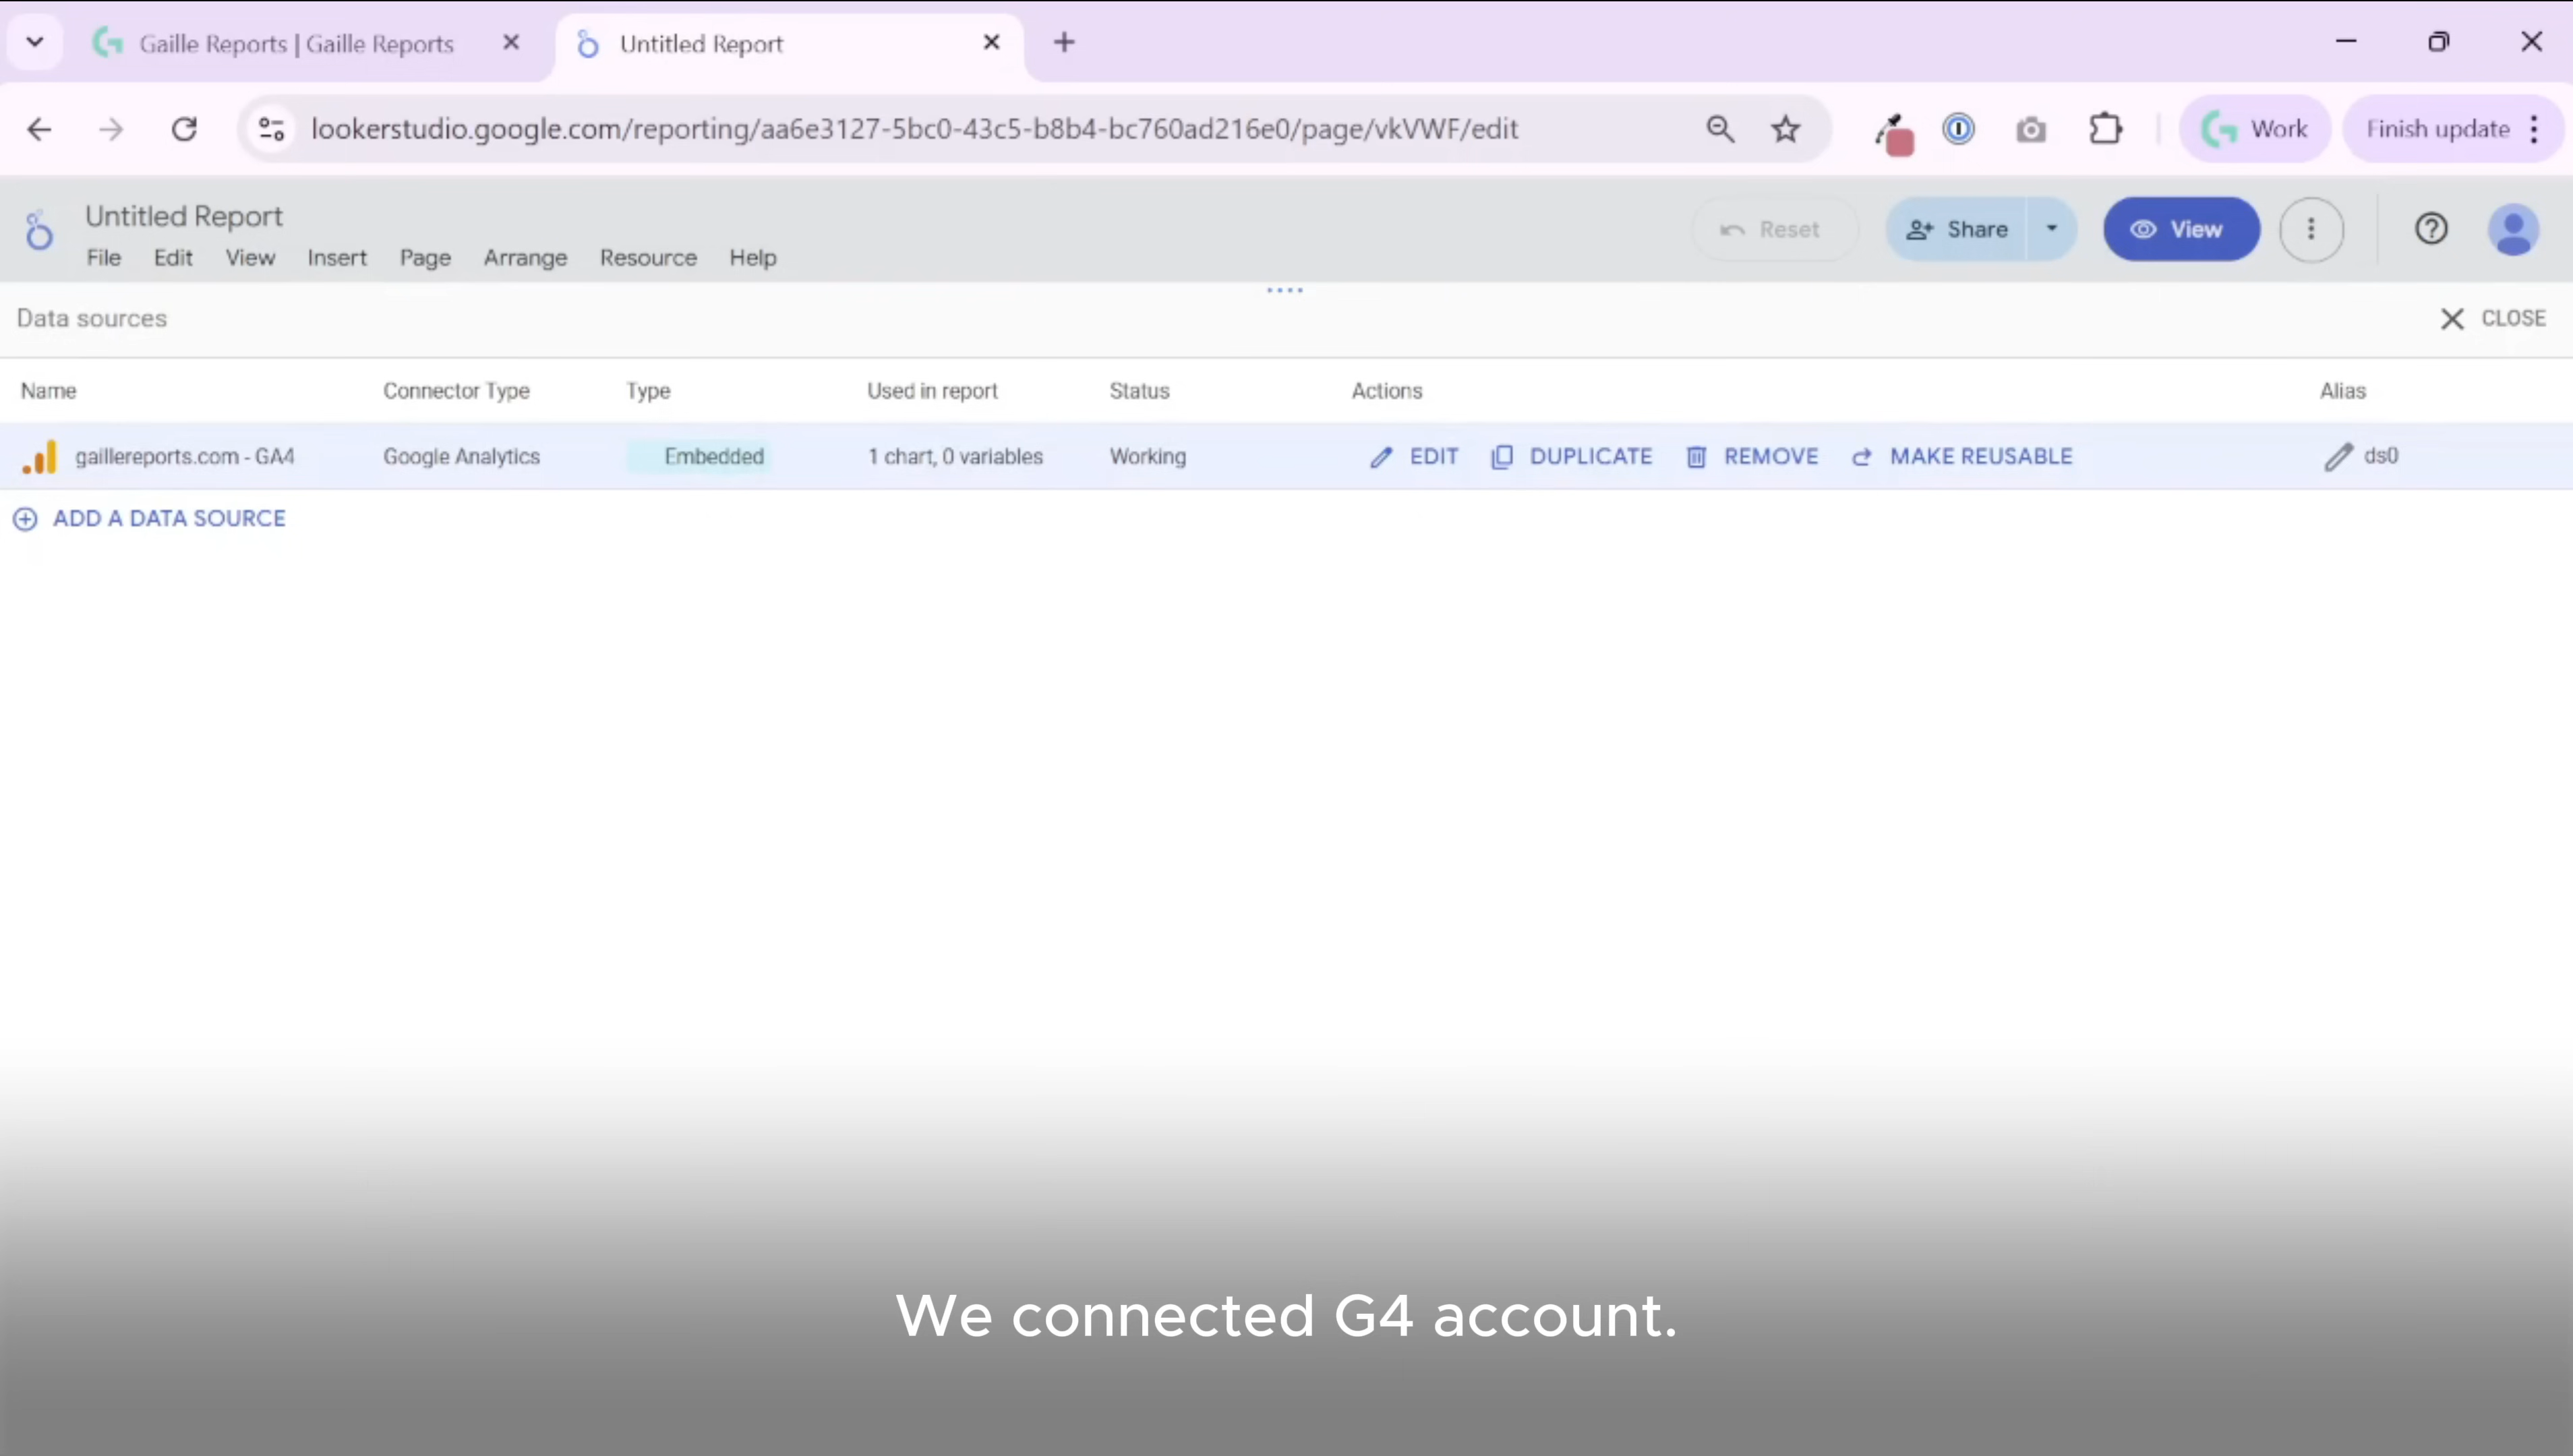 Gaille Reports | Gaille Reports
Untitled Report
lookerstudio.google.com/reporting/aa6e3127-5bc0-43c5-b8b4-bc760ad216e0/page/vkVWF/edit
Work
Finish update
Untitled Report
File Edit View Insert Page Arrange Resource Help
Reset
Share
View
Data sources
CLOSE
Name Connector Type Type Used in report Status Actions Alias
gaillereports.com - GA4 Google Analytics Embedded 1 chart, 0 variables Working EDIT DUPLICATE REMOVE MAKE REUSABLE ds0
ADD A DATA SOURCE
We connected G4 account.